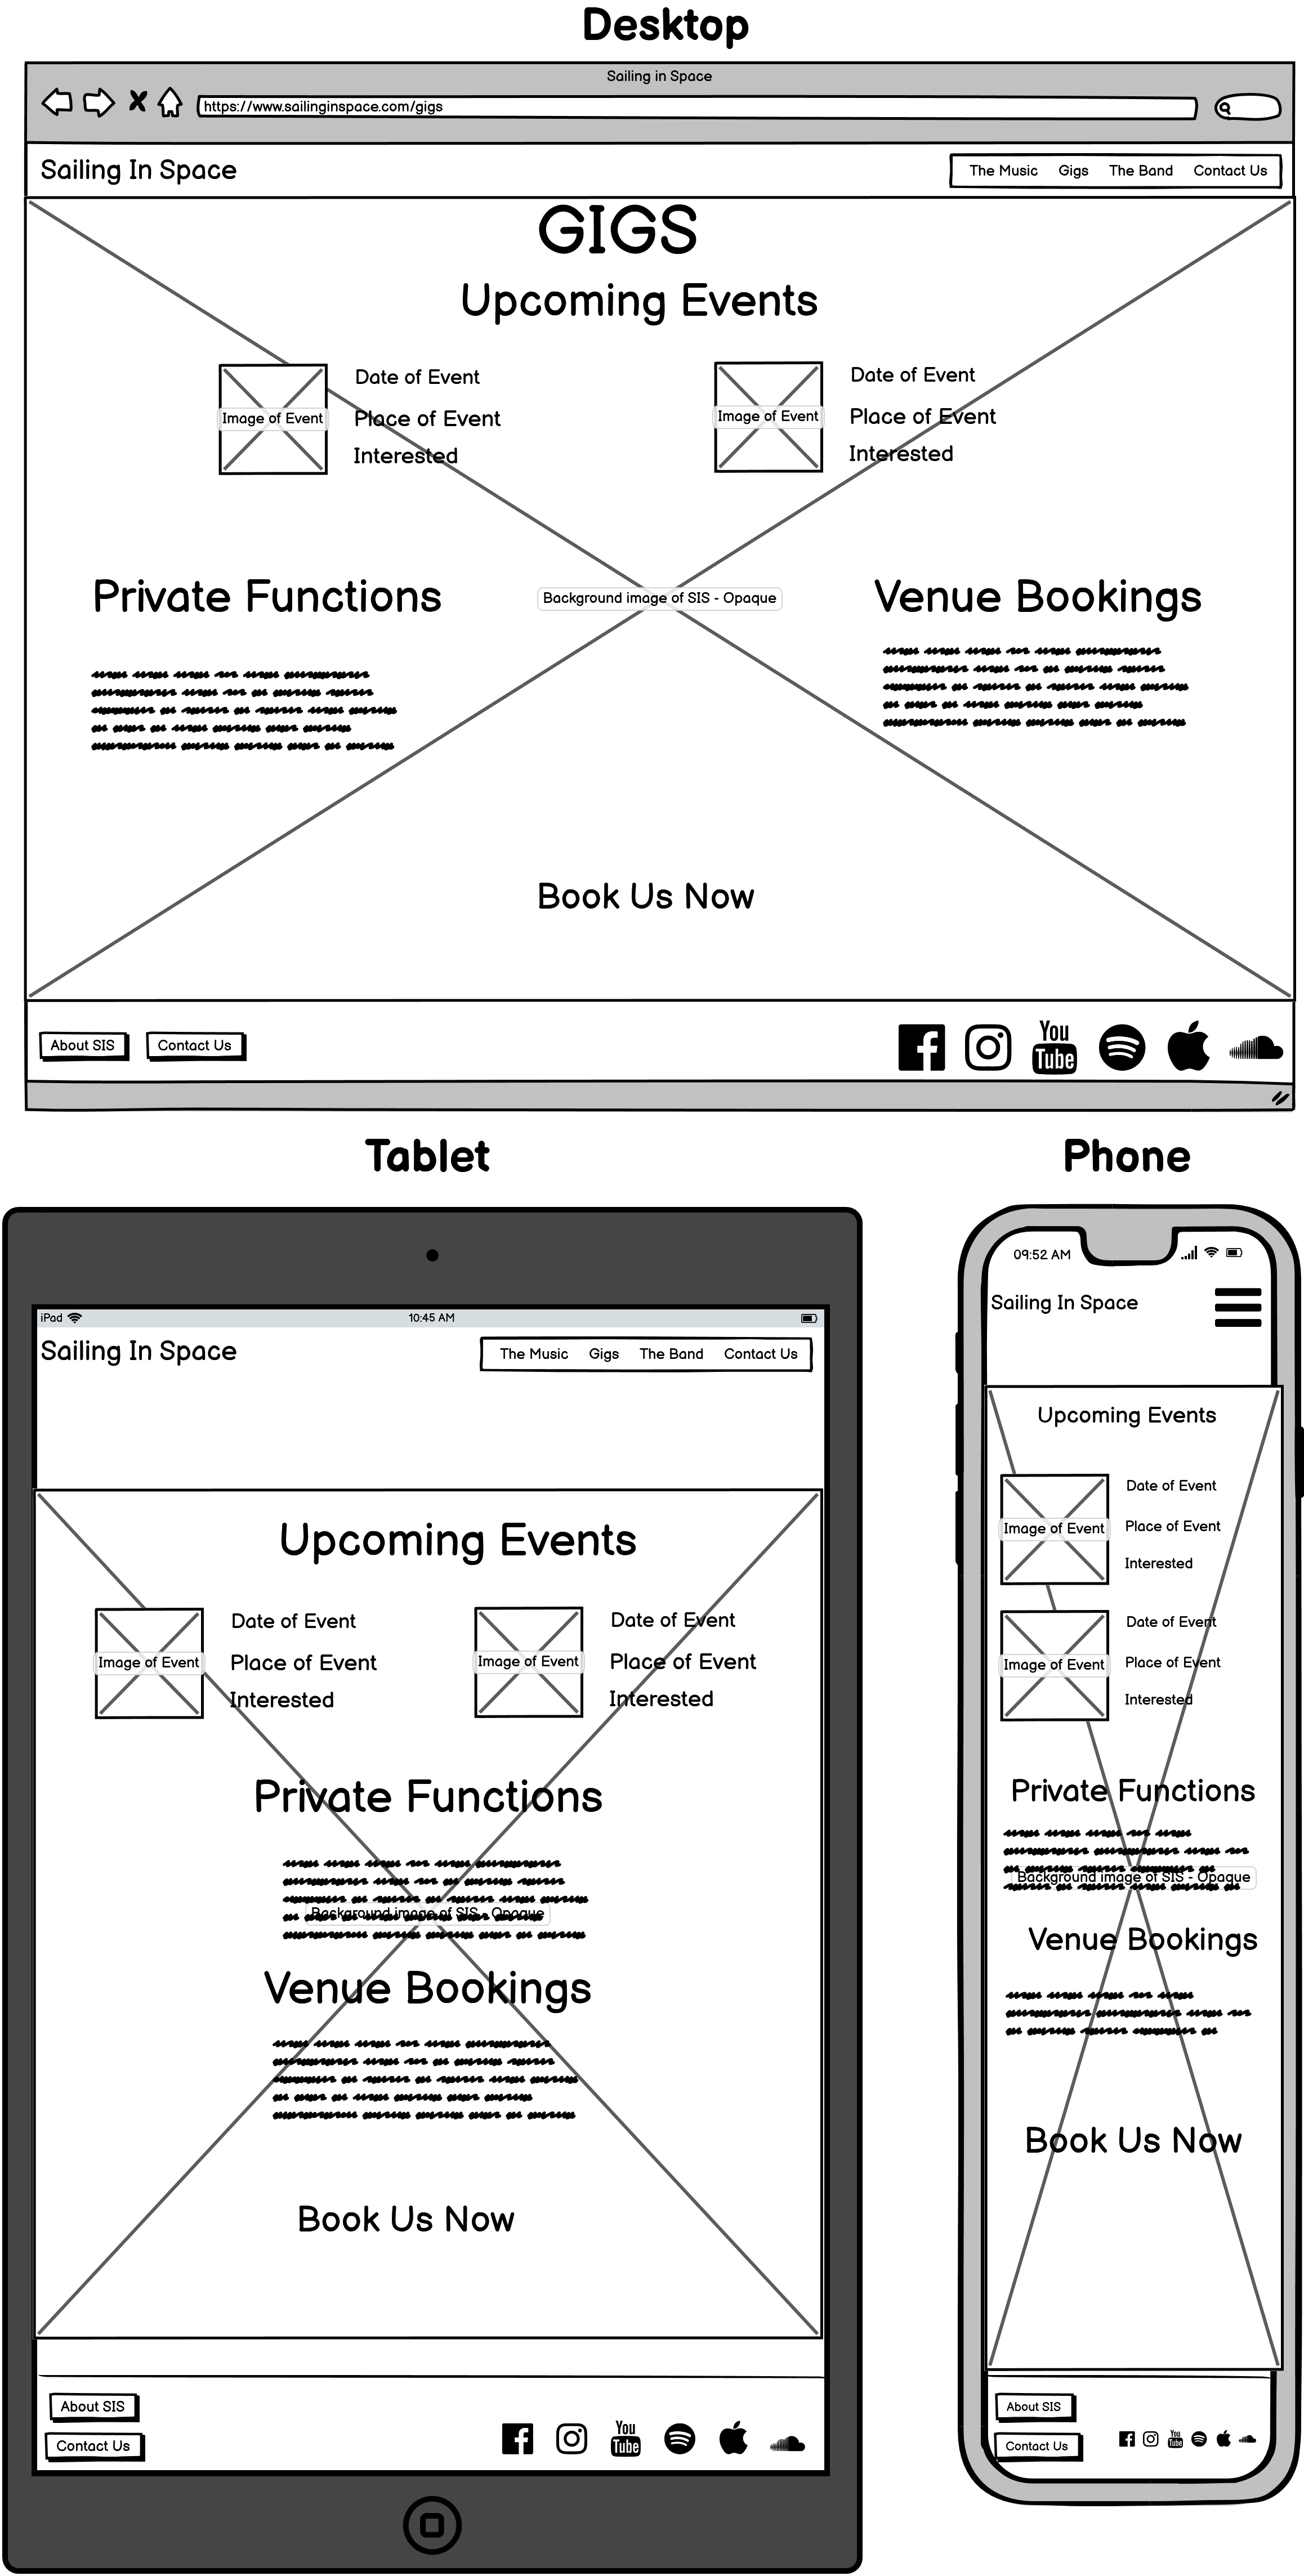 Desktop
Sailing in Space
https://www.sailinginspace.com/gigs
Sailing In Space
The Music Gigs The Band Contact Us
GIGS
Upcoming Events
Image of Event
Date of Event
Place of Event
Interested
Image of Event
Date of Event
Place of Event
Interested
Private Functions
Background image of SIS - Opaque
Venue Bookings
Book Us Now
About SIS
Contact Us
You
Tube
Tablet
iPad
10:45 AM
Sailing In Space
The Music Gigs The Band Contact Us
Upcoming Events
Image of Event
Date of Event
Place of Event
Interested
Image of Event
Date of Event
Place of Event
Interested
Private Functions
Background image of SIS - Opaque
Venue Bookings
Book Us Now
About SIS
Contact Us
You
Tube
Phone
09:52 AM
Sailing In Space
Upcoming Events
Image of Event
Date of Event
Place of Event
Interested
Image of Event
Date of Event
Place of Event
Interested
Private Functions
Background image of SIS - Opaque
Venue Bookings
Book Us Now
About SIS
Contact Us
You
Tube